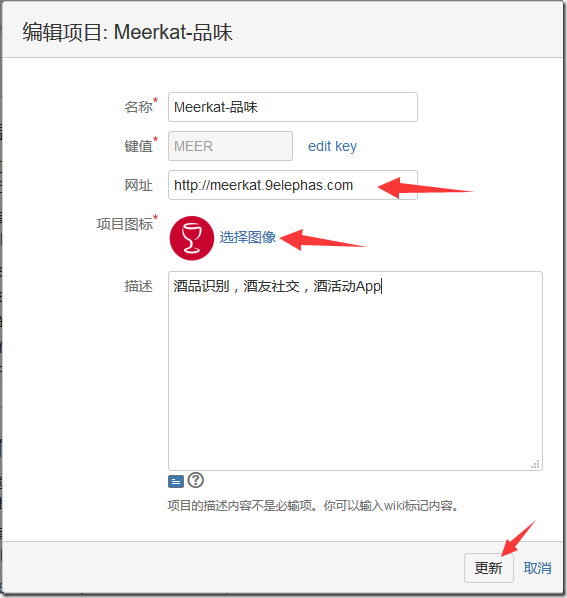 编辑项目: Meerkat-品味
名称* Meerkat-品味
键值* MEER edit key
网址 http://meerkat.9elephas.com
项目图标* 选择图像
描述 酒品识别，酒友社交，酒活动App
?
项目的描述内容不是必输项。你可以输入wiki标记内容。
更新 取消